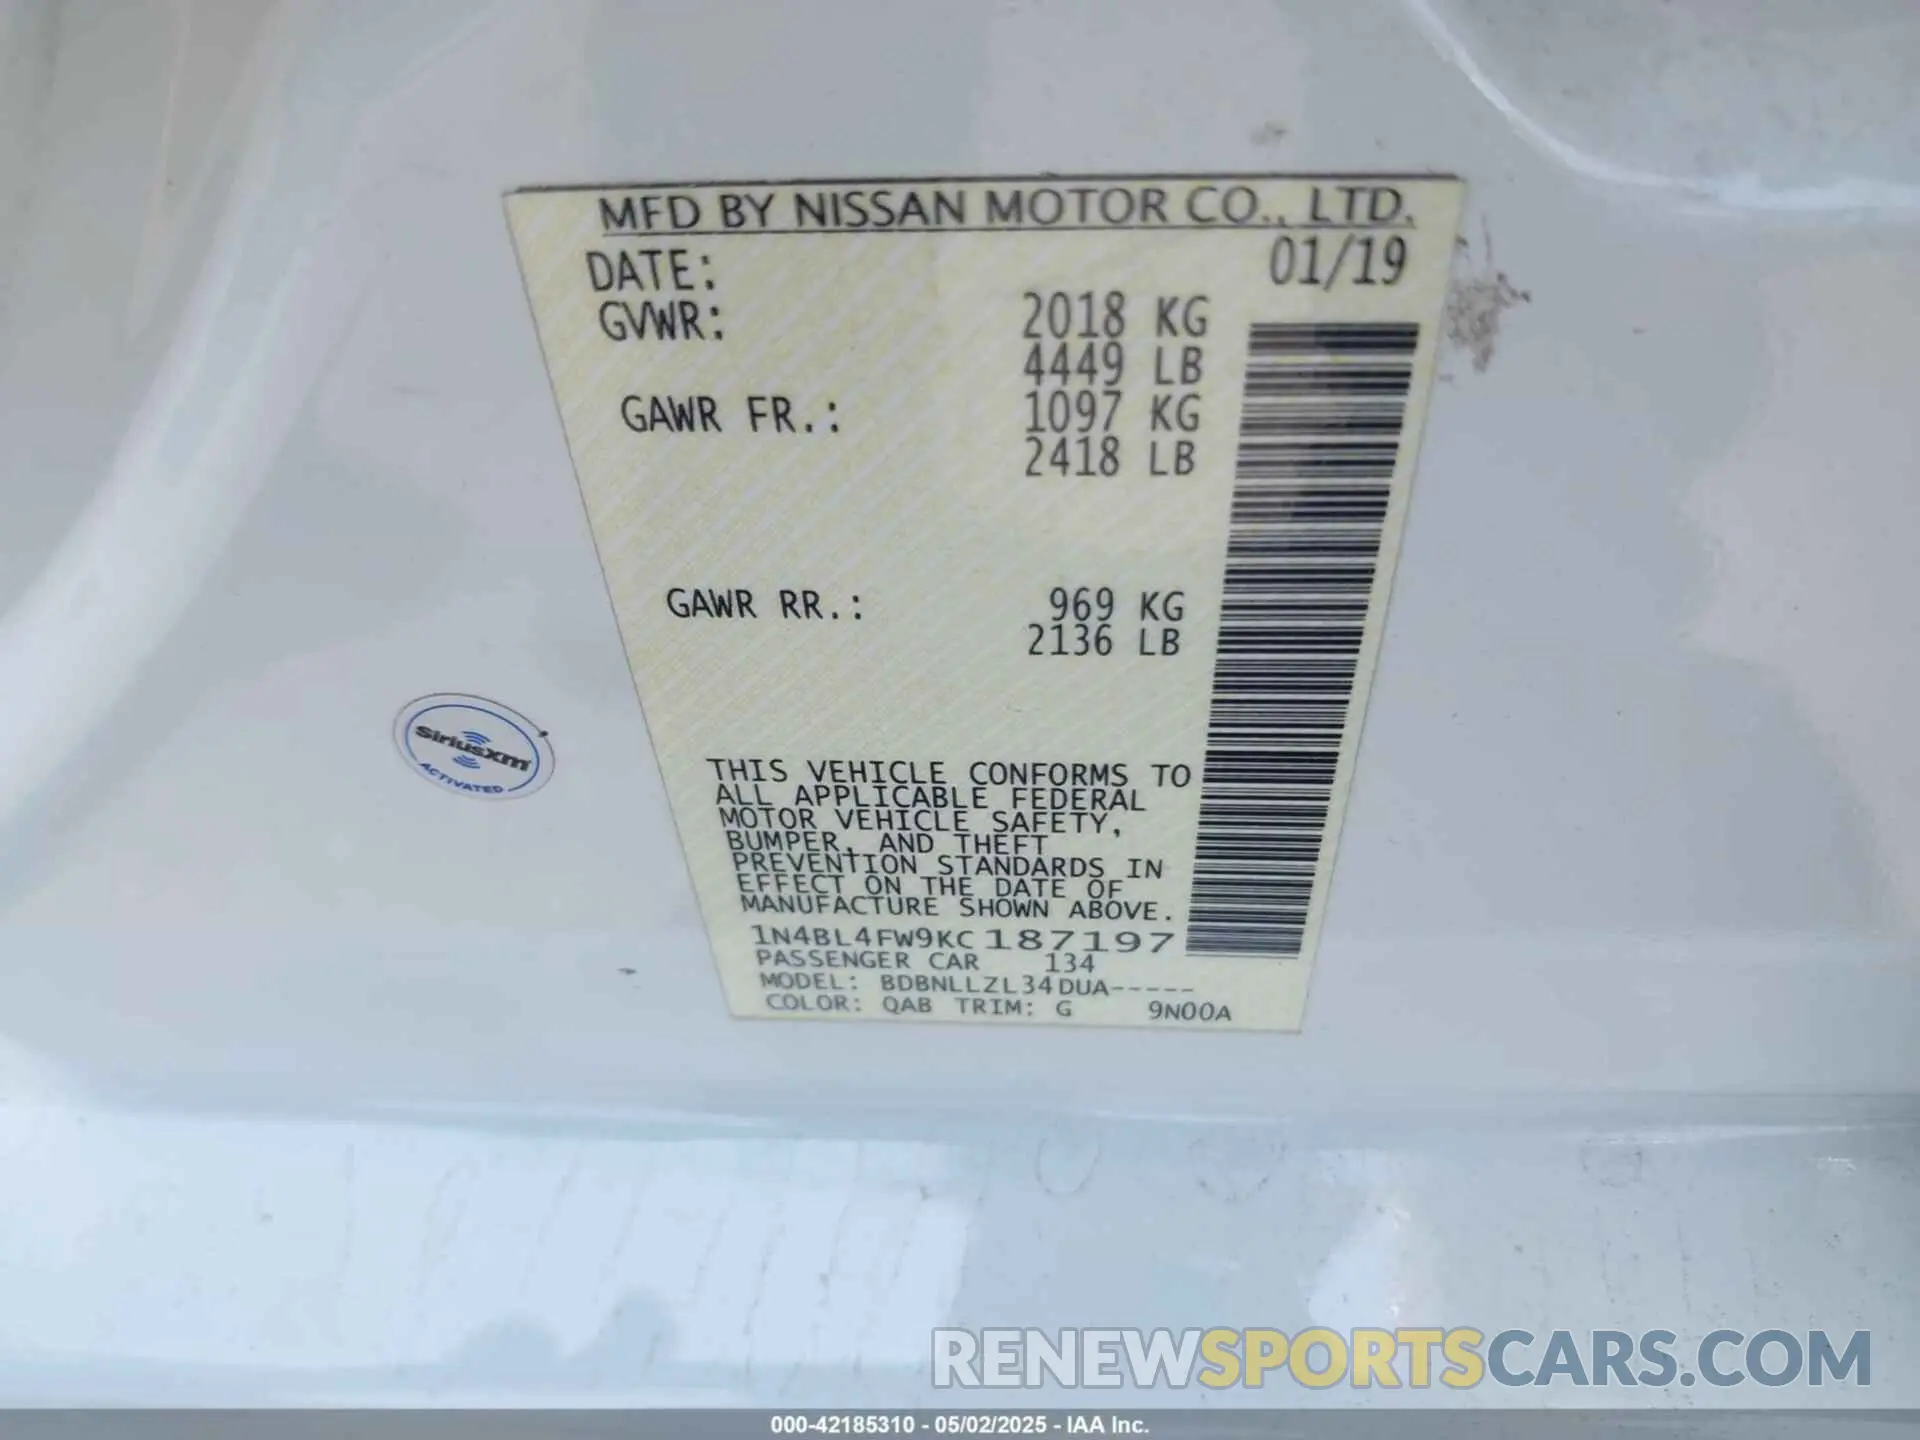 MFD BY NISSAN MOTOR CO., LTD.
DATE: 01/19
GVWR: 2018 KG
4449 LB
GAWR FR.: 1097 KG
2418 LB
GAWR RR.: 969 KG
2136 LB
THIS VEHICLE CONFORMS TO
ALL APPLICABLE FEDERAL
MOTOR VEHICLE SAFETY,
BUMPER, AND THEFT
PREVENTION STANDARDS IN
EFFECT ON THE DATE OF
MANUFACTURE SHOWN ABOVE.
1N4BL4FW9KC187197
PASSENGER CAR 134
MODEL: BDBNLLZL34DUA-----
COLOR: QAB TRIM: G 9N00A
SiriusXM
ACTIVATED
RENEWSPORTSCARS.COM
000-42185310 - 05/02/2025 - IAA Inc.